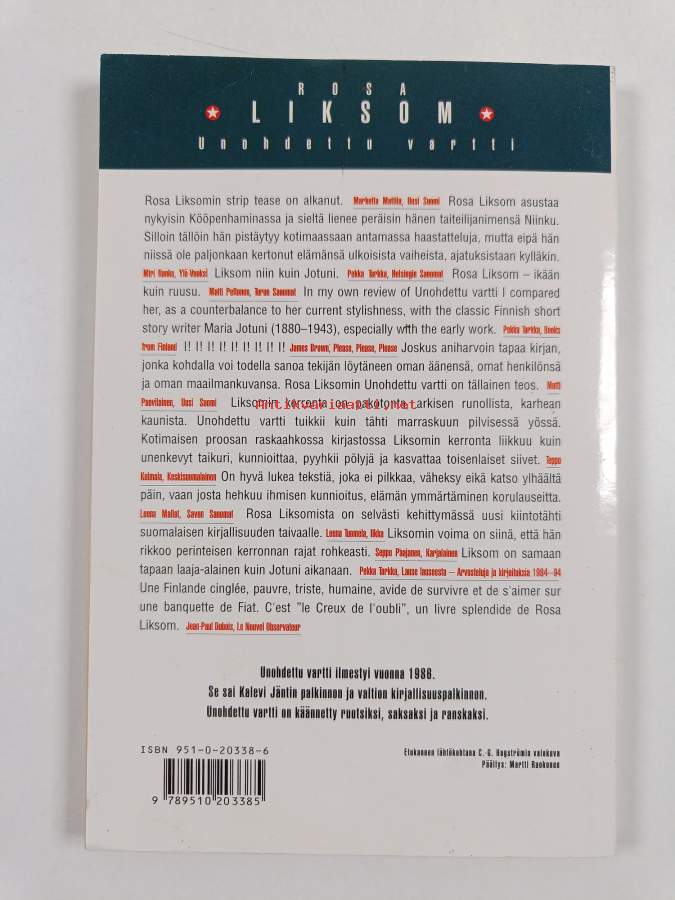 ROSA
LIKSOM
Unohdettu vartti
Rosa Liksomin strip tease on alkanut. Marketta Mattila, Uusi Suomi Rosa Liksom asustaa
nykyisin Kööpenhaminassa ja sieltä lienee peräisin hänen taiteilijanimensä Niinku.
Silloin tällöin hän pistäytyy kotimaassaan antamassa haastatteluja, mutta eipä hän
niissä ole paljonkaan kertonut elämänsä ulkoisista vaiheista, ajatuksistaan kylläkin.
Miri Hunka, Ylä-Vuoksi Liksom niin kuin Jotuni. Pekka Tarkka, Helsingin Sanomat Rosa Liksom – ikään
kuin ruusu. Matti Peltonen, Turun Sanomat In my own review of Unohdettu vartti I compared
her, as a counterbalance to her current stylishness, with the classic Finnish short
story writer Maria Jotuni (1880–1943), especially with the early work. Pekka Tarkka, Books
from Finland I! I! I! I! I! I! I! I! I! James Brown, Please, Please, Please Joskus aniharvoin tapaa kirjan,
jonka kohdalla voi todella sanoa tekijän löytäneen oman äänensä, omat henkilönsä
ja oman maailmankuvansa. Rosa Liksomin Unohdettu vartti on tällainen teos. Matti
Paavilainen, Uusi Suomi Liksomin kerronta on pakotonta, arkisen runollista, karhean
kaunista. Unohdettu vartti tuikkii kuin tähti marraskuun pilvisessä yössä.
Kotimaisen proosan raskaahkossa kirjastossa Liksomin kerronta liikkuu kuin
unenkevyt taikuri, kunnioittaa, pyyhkii pölyjä ja kasvattaa toisenlaiset siivet. Teppo
Kulmala, Keskisuomalainen On hyvä lukea tekstiä, joka ei pilkkaa, väheksy eikä katso ylhäältä
päin, vaan josta hehkuu ihmisen kunnioitus, elämän ymmärtäminen korulauseitta.
Leena Mallat, Savon Sanomat Rosa Liksomista on selvästi kehittymässä uusi kiintotähti
suomalaisen kirjallisuuden taivaalle. Leena Tuomela, Ilkka Liksomin voima on siinä, että hän
rikkoo perinteisen kerronnan rajat rohkeasti. Seppo Paajanen, Karjalainen Liksom on samaan
tapaan laaja-alainen kuin Jotuni aikanaan. Pekka Tarkka, Lause lauseesta – Arvosteluja ja kirjoituksia 1984–94
Une Finlande cinglée, pauvre, triste, humaine, avide de survivre et de s'aimer sur
une banquette de Fiat. C'est "le Creux de l'oubli", un livre splendide de Rosa
Liksom. Jean-Paul Dubois, Le Nouvel Observateur
Antikvariaatti.net
Unohdettu vartti ilmestyi vuonna 1986.
Se sai Kalevi Jäntin palkinnon ja valtion kirjallisuuspalkinnon.
Unohdettu vartti on käännetty ruotsiksi, saksaksi ja ranskaksi.
ISBN 951-0-20338-6
9 789510 203385
Etukannen lähtökohtana C.-G. Hagströmin valokuva
Päällys: Martti Ruokonen